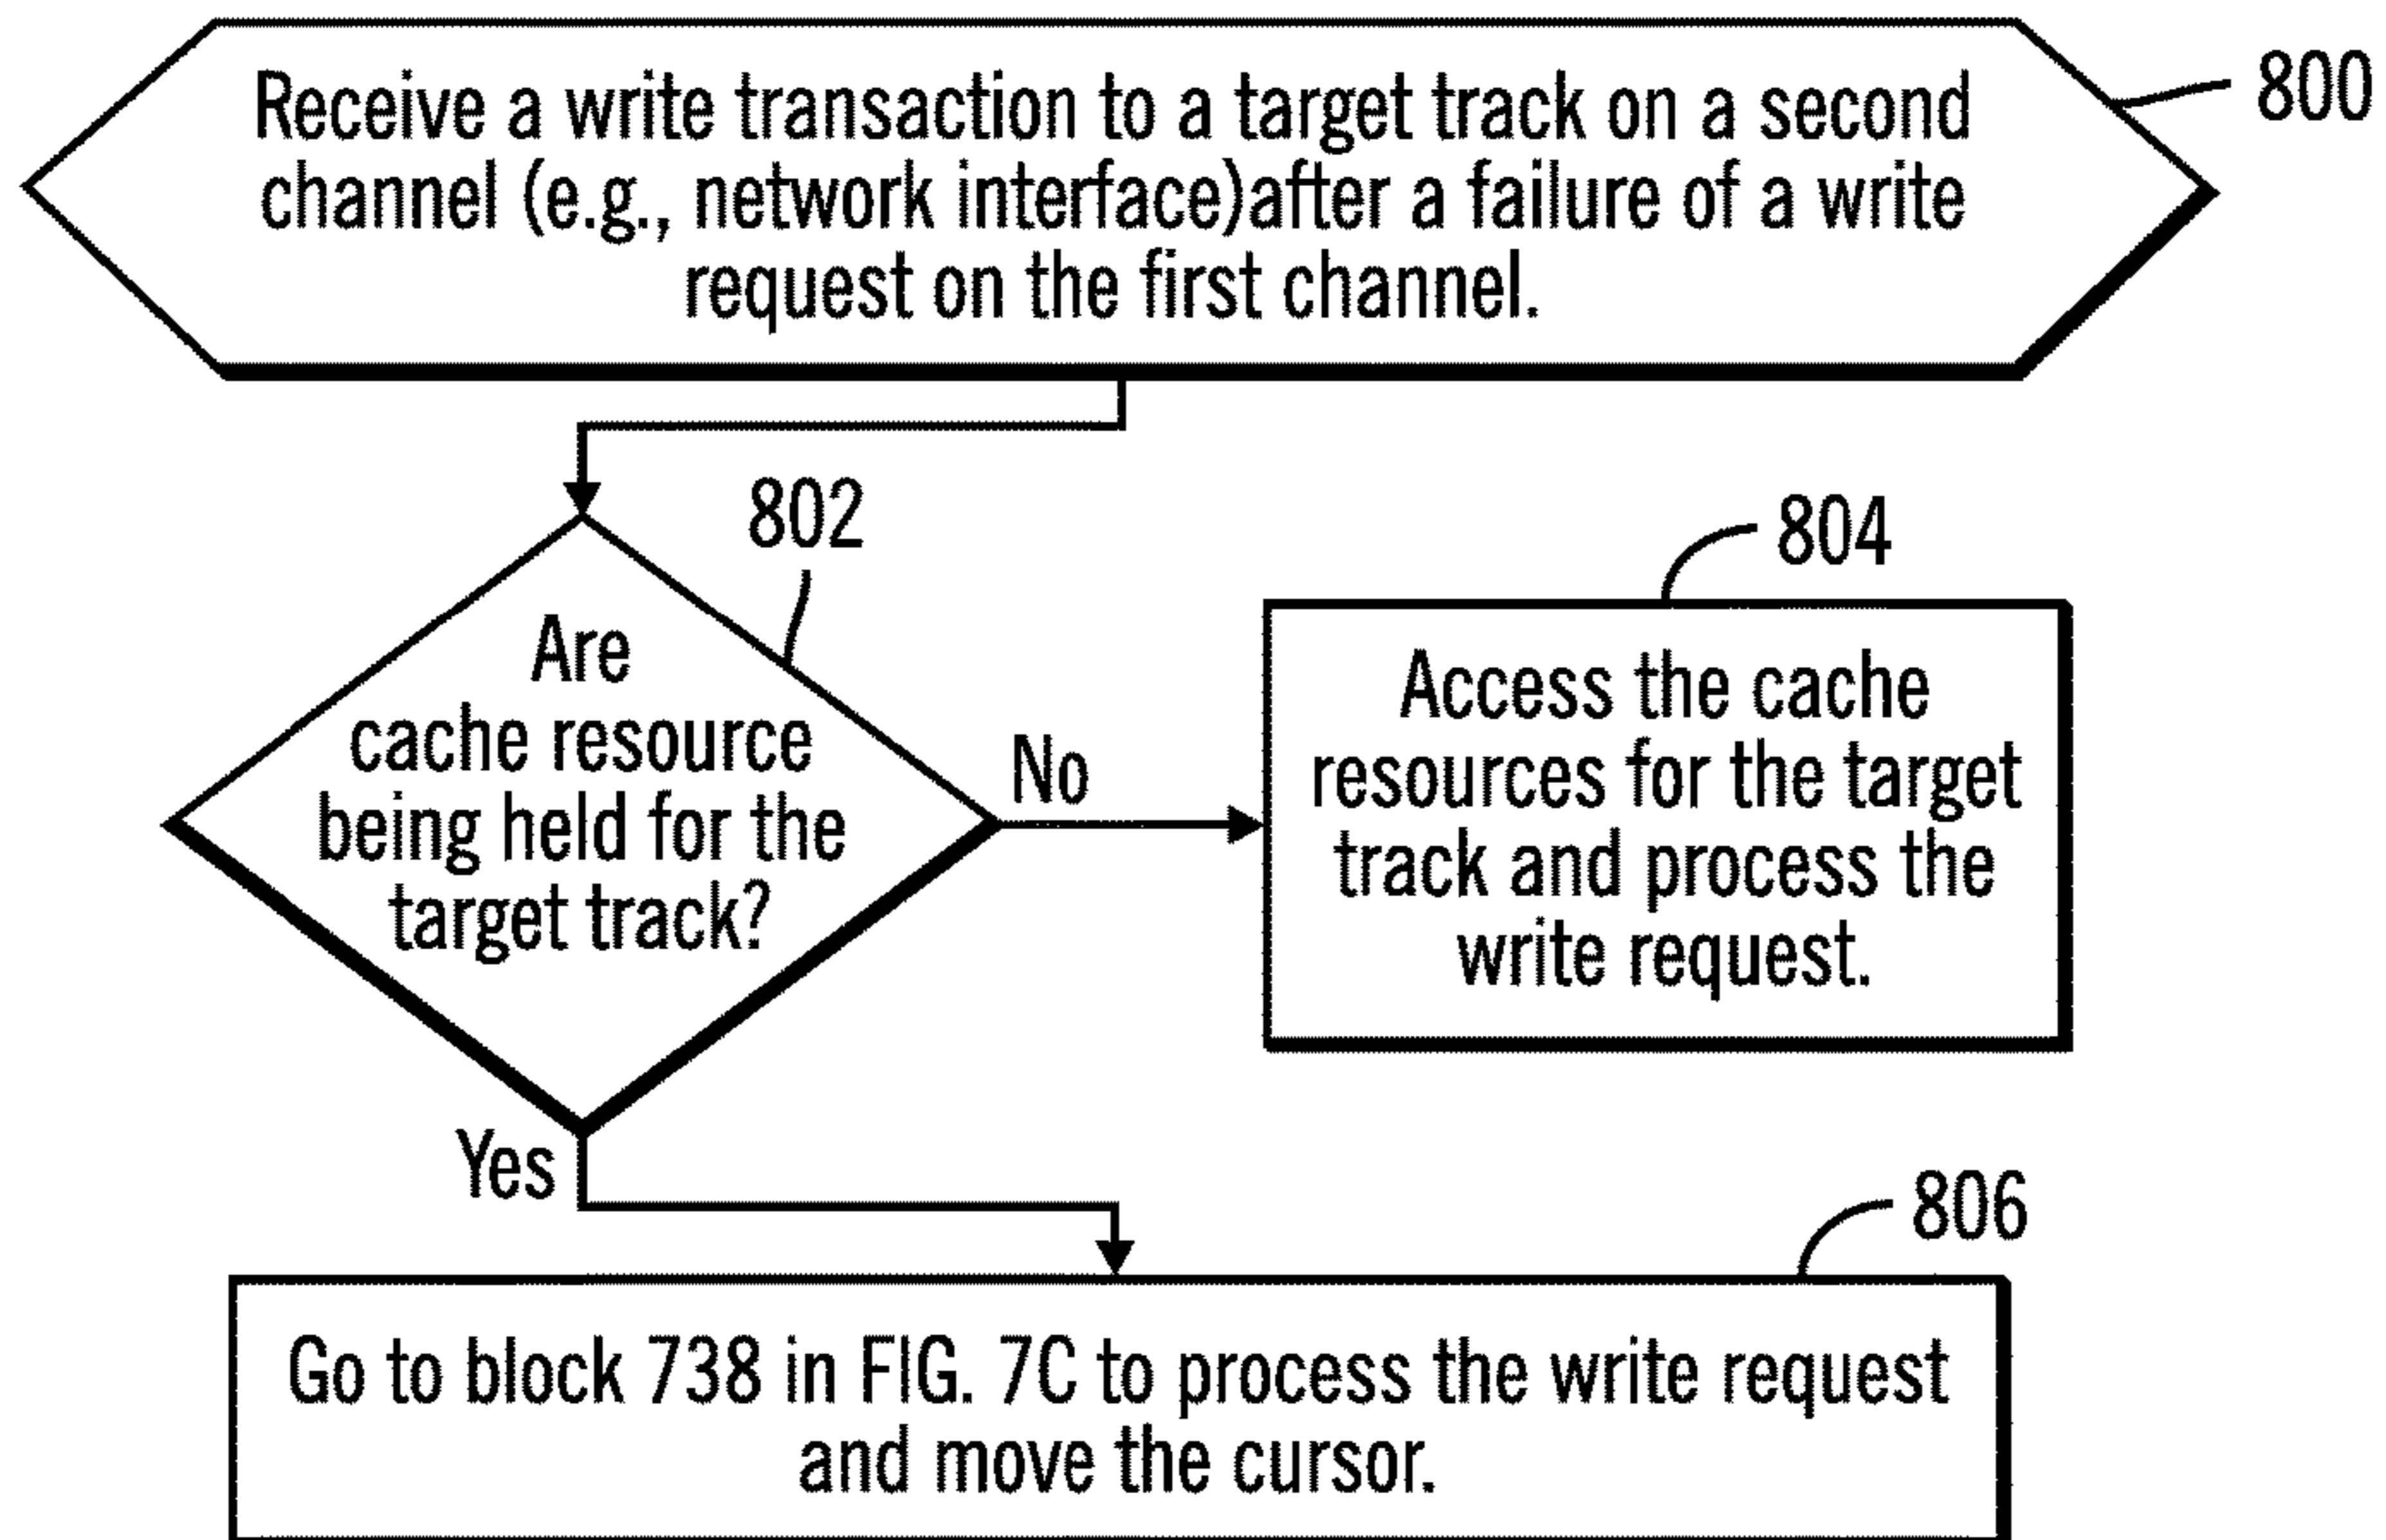 Receive a write transaction to a target track on a second
channel (e.g., network interface)after a failure of a write
request on the first channel.
800
802
Are
cache resource
being held for the
target track?
No
804
Access the cache
resources for the target
track and process the
write request.
Yes
806
Go to block 738 in FIG. 7C to process the write request
and move the cursor.